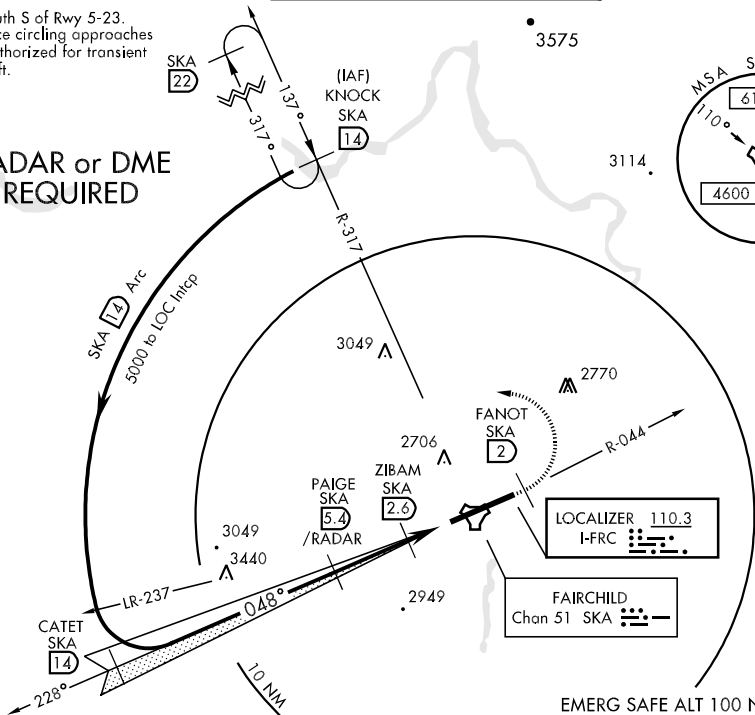 uth S of Rwy 5-23.
ce circling approaches
thorized for transient
ft.
ADAR or DME
REQUIRED
SKA
22
317°
137°
(IAF)
KNOCK
SKA
14
3575
3114
MSA S
110°
61
4600
R-317
SKA 14 Arc
5000 to LOC Intcp
3049
2770
2706
FANOT
SKA
2
R-044
PAIGE
SKA
5.4
/RADAR
ZIBAM
SKA
2.6
3049
3440
LR-237
048°
2949
LOCALIZER 110.3
I-FRC
FAIRCHILD
Chan 51 SKA
CATET
SKA
14
228°
10 NM
EMERG SAFE ALT 100 N